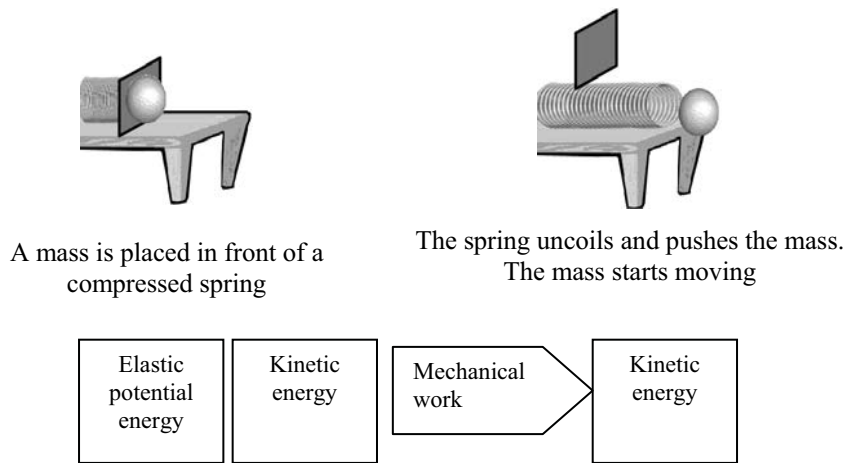 A mass is placed in front of a
compressed spring
The spring uncoils and pushes the mass.
The mass starts moving
Elastic
potential
energy
Kinetic
energy
Mechanical
work
Kinetic
energy